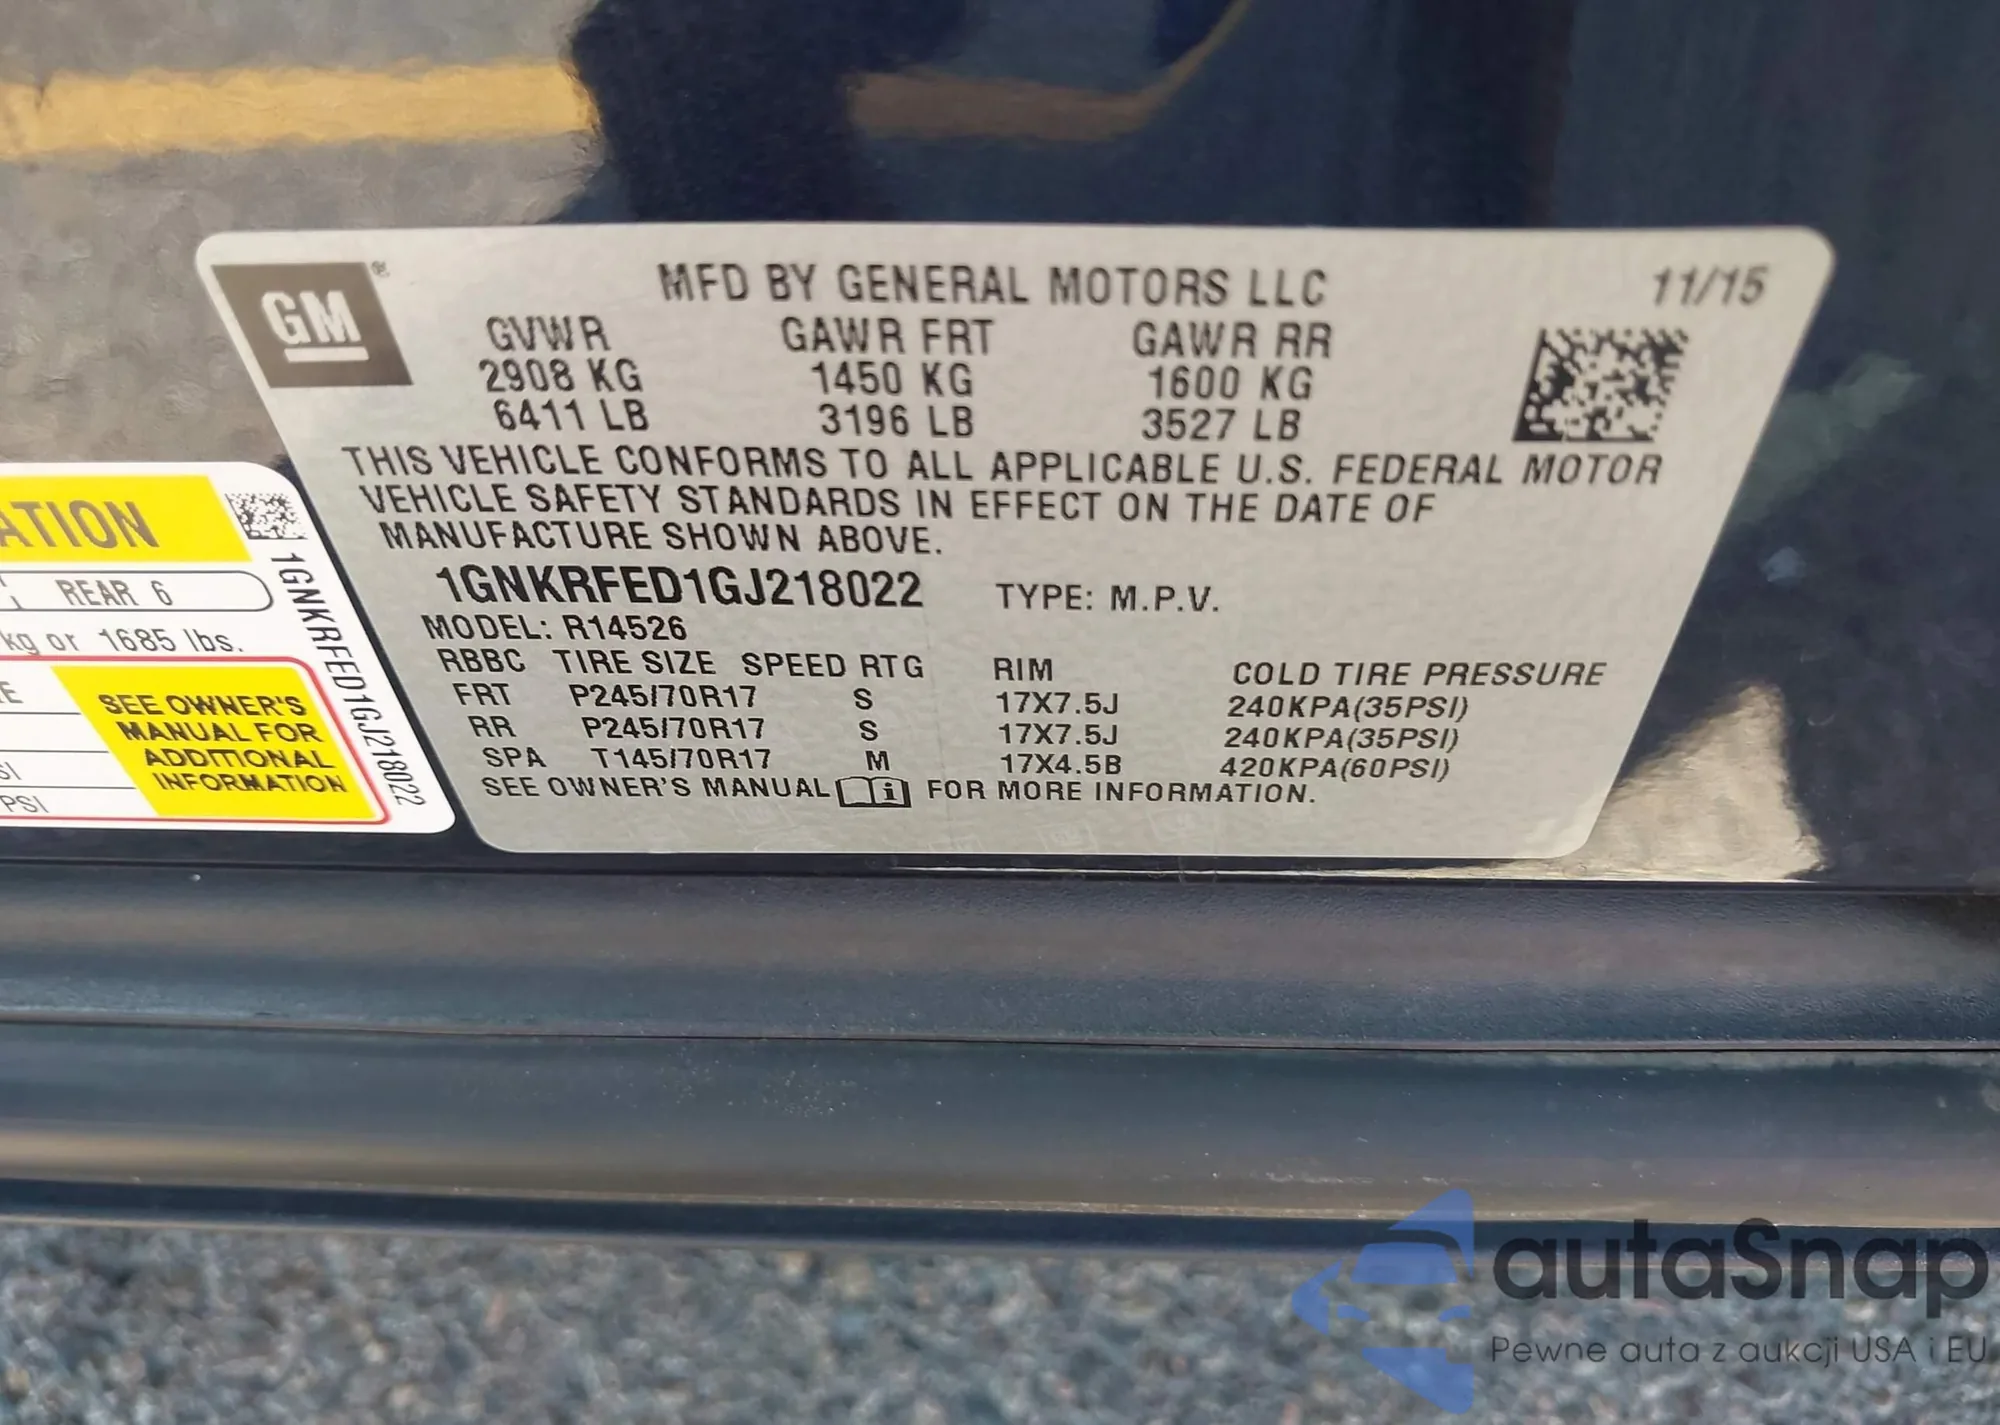 GM ®
MFD BY GENERAL MOTORS LLC 11/15
GVWR GAWR FRT GAWR RR
2908 KG 1450 KG 1600 KG
6411 LB 3196 LB 3527 LB
THIS VEHICLE CONFORMS TO ALL APPLICABLE U.S. FEDERAL MOTOR
VEHICLE SAFETY STANDARDS IN EFFECT ON THE DATE OF
MANUFACTURE SHOWN ABOVE.
1GNKRFED1GJ218022 TYPE: M.P.V.
MODEL: R14526
RBBC TIRE SIZE SPEED RTG RIM COLD TIRE PRESSURE
FRT P245/70R17 S 17X7.5J 240KPA(35PSI)
RR P245/70R17 S 17X7.5J 240KPA(35PSI)
SPA T145/70R17 M 17X4.5B 420KPA(60PSI)
SEE OWNER'S MANUAL i FOR MORE INFORMATION.
ATION
REAR 6
kg or 1685 lbs.
SEE OWNER'S
MANUAL FOR
ADDITIONAL
INFORMATION
PSI
1GNKRFED1GJ218022
autaSnap
Pewne auta z aukcji USA i EU